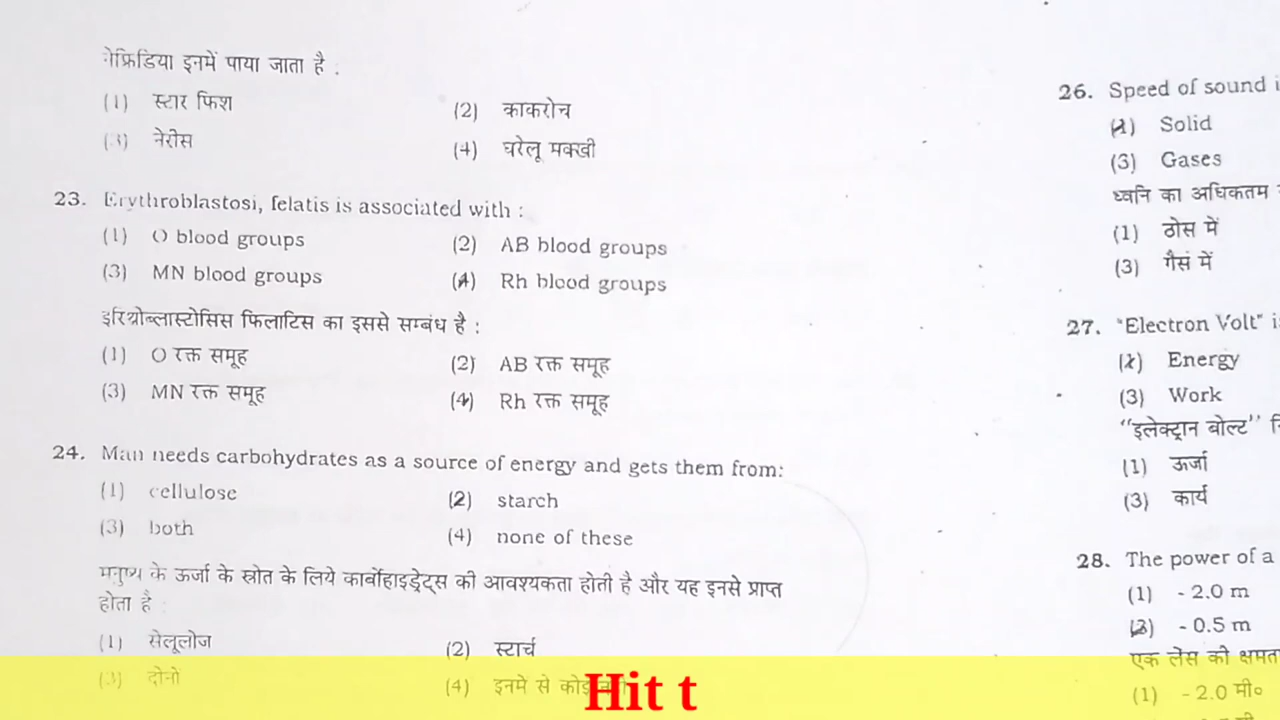 नेफ्रिडिया इनमें पाया जाता है :
(1) स्टार फिश (2) काकरोच
(3) नेरीस (4) घरेलू मक्खी
23. Erythroblastosi, felatis is associated with :
(1) O blood groups (2) AB blood groups
(3) MN blood groups (4) Rh blood groups
इरिथ्रोब्लास्टोसिस फिलाटिस का इससे सम्बंध है :
(1) O रक्त समूह (2) AB रक्त समूह
(3) MN रक्त समूह (4) Rh रक्त समूह
24. Man needs carbohydrates as a source of energy and gets them from:
(1) cellulose (2) starch
(3) both (4) none of these
मनुष्य के ऊर्जा के स्रोत के लिये कार्बोहाइड्रेट्स की आवश्यकता होती है और यह इनसे प्राप्त
होता है :
(1) सेलूलोज (2) स्टार्च
(3) दोनों (4) इनमें से
26. Speed of sound
(1) Solid
(3) Gases
ध्वनि का अधिकतम
(1) ठोस में
(3) गैसं में
27. "Electron Volt"
(1) Energy
(3) Work
"इलेक्ट्रान बोल्ट"
(1) ऊर्जा
(3) कार्य
28. The power of a
(1) - 2.0 m
(3) - 0.5 m
एक लेंस की क्षमता
(1) - 2.0 मी०
Hit t